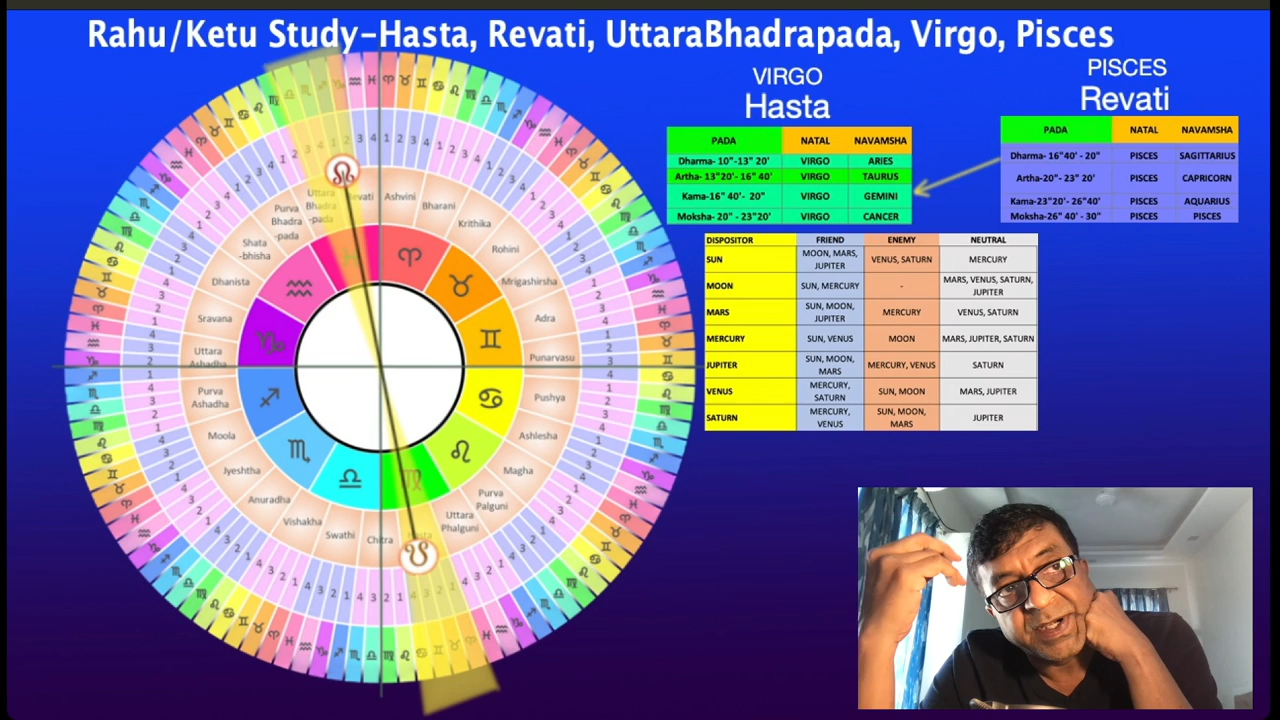 Rahu/Ketu Study-Hasta, Revati, UttaraBhadrapada, Virgo, Pisces
VIRGO
Hasta
PADA NATAL NAVAMSHA
Dharma- 10"-13" 20' VIRGO ARIES
Artha- 13"20'- 16" 40' VIRGO TAURUS
Kama-16" 40'- 20" VIRGO GEMINI
Moksha- 20" - 23"20' VIRGO CANCER
PISCES
Revati
PADA NATAL NAVAMSHA
Dharma- 16"40' - 20" PISCES SAGITTARIUS
Artha-20"- 23" 20' PISCES CAPRICORN
Kama-23"20'- 26"40' PISCES AQUARIUS
Moksha-26" 40' - 30" PISCES PISCES
DISPOSITOR FRIEND ENEMY NEUTRAL
SUN MOON, MARS, JUPITER VENUS, SATURN MERCURY
MOON SUN, MERCURY - MARS, VENUS, SATURN, JUPITER
MARS SUN, MOON, JUPITER MERCURY VENUS, SATURN
MERCURY SUN, VENUS MOON MARS, JUPITER, SATURN
JUPITER SUN, MOON, MARS MERCURY, VENUS SATURN
VENUS MERCURY, SATURN SUN, MOON MARS, JUPITER
SATURN MERCURY, VENUS SUN, MOON, MARS JUPITER
Ashvini
Bharani
Krithika
Rohini
Mrigashirsha
Adra
Punarvasu
Pushya
Ashlesha
Magha
Purva
Palguni
Uttara
Phalguni
Hasta
Chitra
Swathi
Vishakha
Anuradha
Jyeshtha
Moola
Purva
Ashadha
Uttara
Ashadha
Sravana
Dhanista
Shata
-bhisha
Purva
Bhadra
-pada
Uttara
Bhadra
-pada